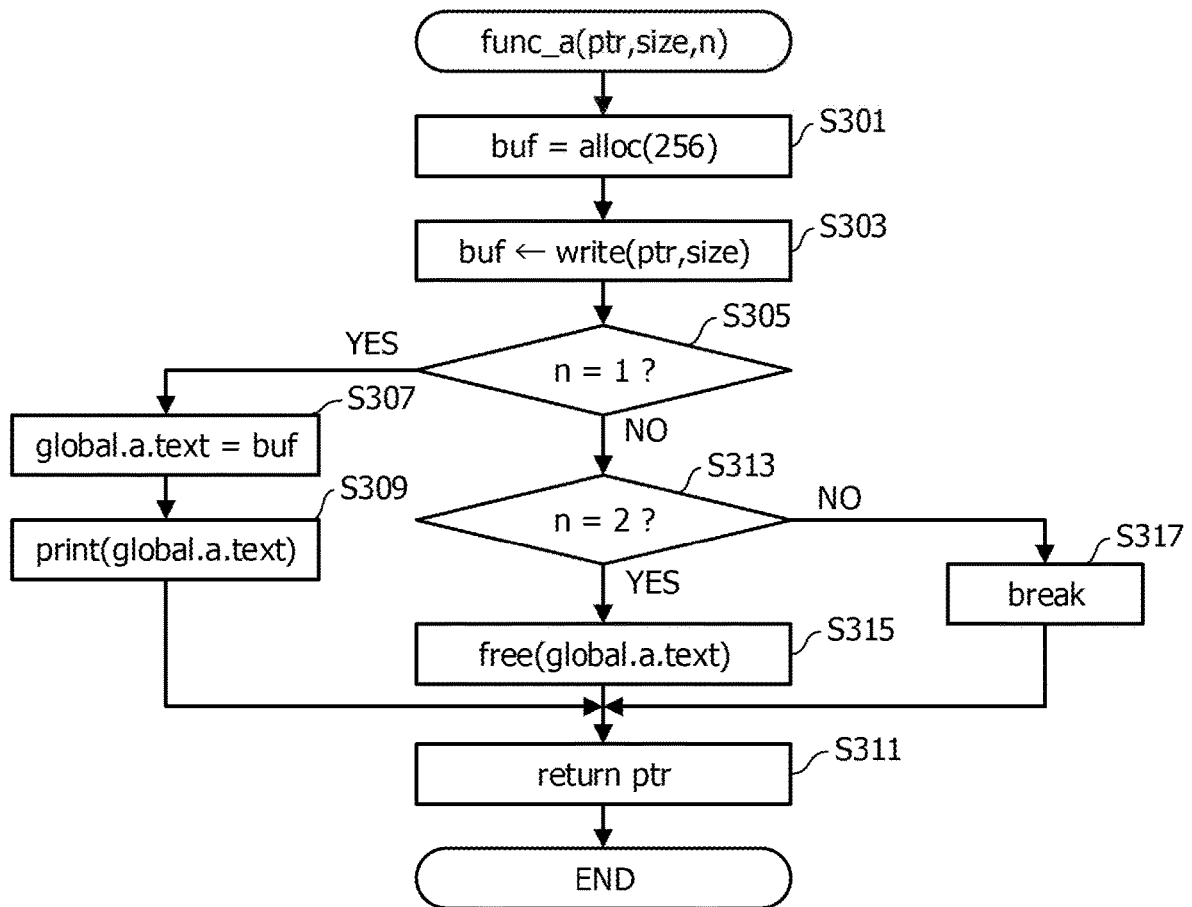 func_a(ptr,size,n)
S301
buf = alloc(256)
S303
buf ← write(ptr,size)
S305
n = 1 ?
YES
NO
S307
global.a.text = buf
S309
print(global.a.text)
S313
n = 2 ?
NO
YES
S317
break
S315
free(global.a.text)
S311
return ptr
END